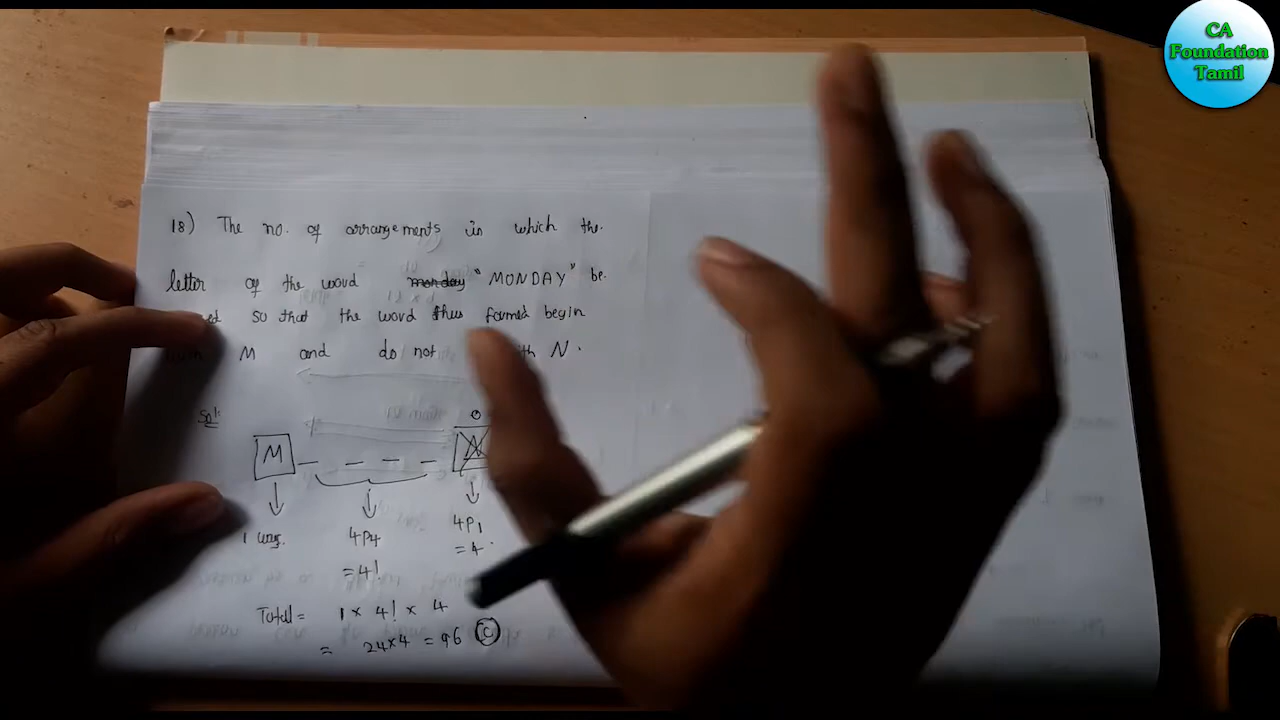 CA
Foundation
Tamil
18) The no. of arrangements in which the
letter of the word monday "MONDAY" be
so that the word thus formed begin
M and do not N.
Soln:
M
N
1 way. 4P4 4P1
=4! =4.
Total = 1 × 4! × 4
= 24×4 = 96 C